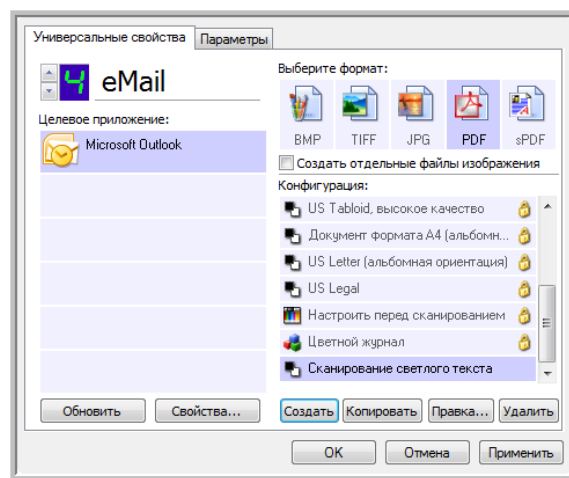 Универсальные свойства Параметры
4 eMail
Целевое приложение:
Microsoft Outlook
Обновить Свойства...
Выберите формат:
BMP TIFF JPG PDF sPDF
Создать отдельные файлы изображения
Конфигурация:
US Tabloid, высокое качество
Документ формата A4 (альбомн...
US Letter (альбомная ориентация)
US Legal
Настроить перед сканированием
Цветной журнал
Сканирование светлого текста
Создать Копировать Правка... Удалить
OK Отмена Применить